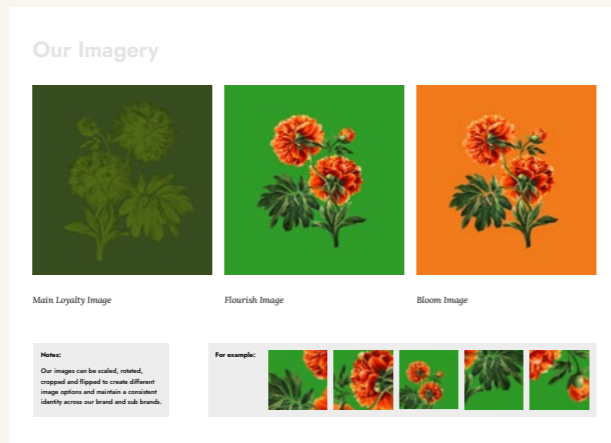 Our Imagery
Main Loyalty Image
Flourish Image
Bloom Image
Notes:
Our images can be scaled, rotated,
cropped and flipped to create different
image options and maintain a consistent
identity across our brand and sub brands.
For example: